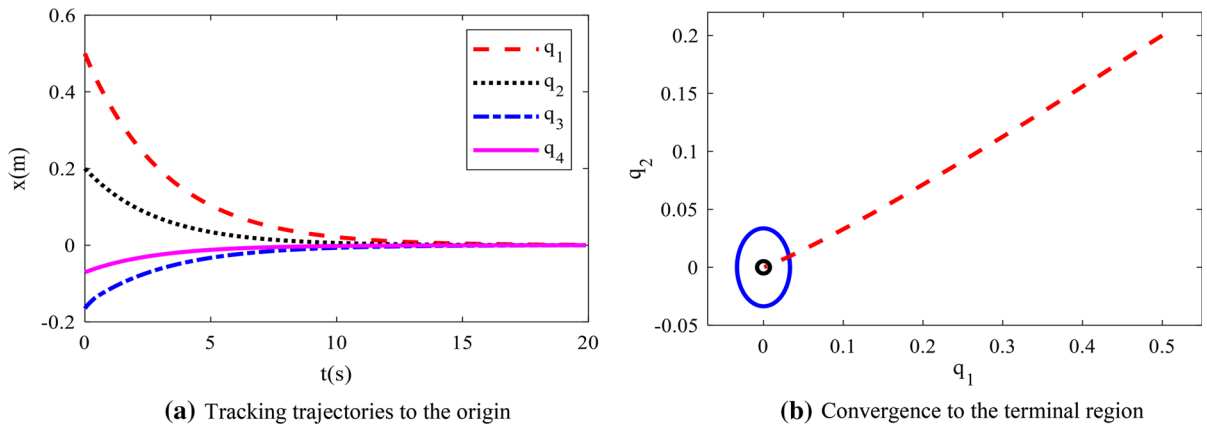 0.6
0.4
0.2
0
-0.2
x(m)
q1
q2
q3
q4
0 5 10 15 20
t(s)
(a) Tracking trajectories to the origin
0.2
0.15
0.1
0.05
0
-0.05
q2
0 0.1 0.2 0.3 0.4 0.5
q1
(b) Convergence to the terminal region